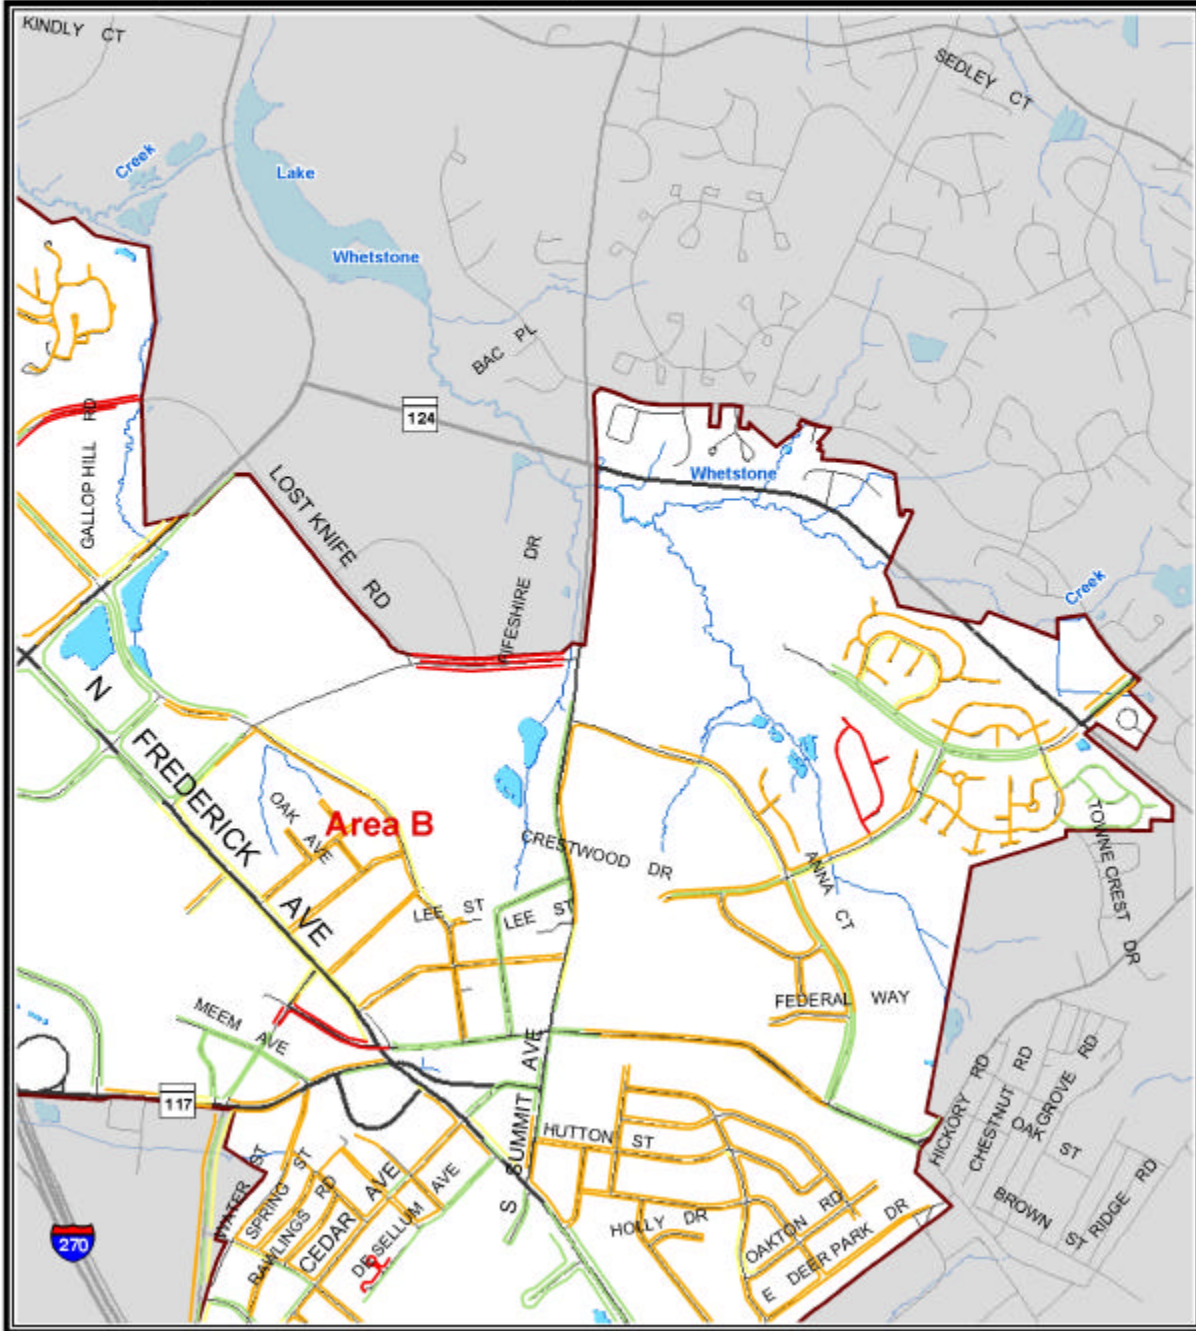 KINDLY CT
SEDLEY CT
Creek
Lake
Whetstone
BAC PL
124
GALLOP HILL RD
LOST KNIFE RD
Whetstone
FIFESHIRE DR
Creek
N FREDERICK AVE
OAK AVE
Area B
CRESTWOOD DR
TOWNE CREST DR
ANNA CT
LEE ST
LEE ST
FEDERAL WAY
MEEM AVE
117
S SUMMIT AVE
HUTTON ST
HICKORY RD
CHESTNUT RD
GROVE RD
OAK ST
BROWN ST
RIDGE RD
WATER ST
SPRING ST
RAWLINGS RD
CEDAR AVE
DE SELLUM AVE
HOLLY DR
OAKTON RD
E DEER PARK DR
270